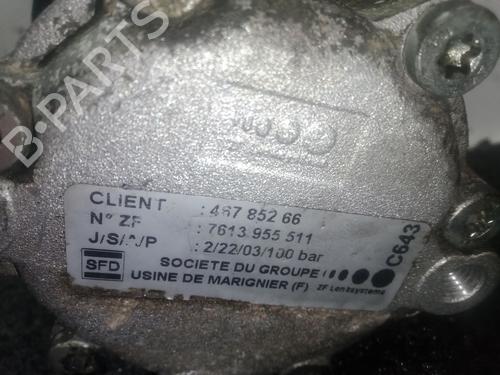 B-PARTS
CLIENT : 467 852 66
N° ZF : 7613 955 511
J/S/A/P : 2/22/03/100 bar
SFD
SOCIETE DU GROUPE
USINE DE MARIGNIER (F)
ZF Lenksysteme
C643